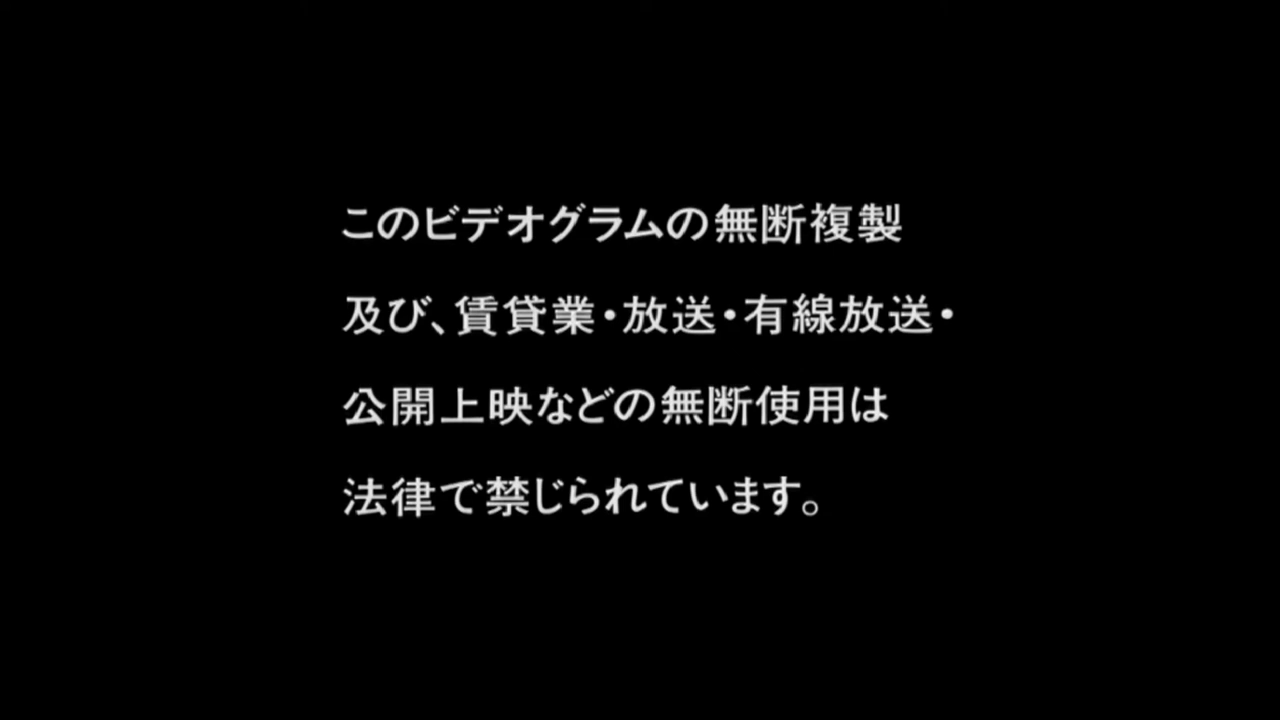 このビデオグラムの無断複製
及び、賃貸業・放送・有線放送・
公開上映などの無断使用は
法律で禁じられています。